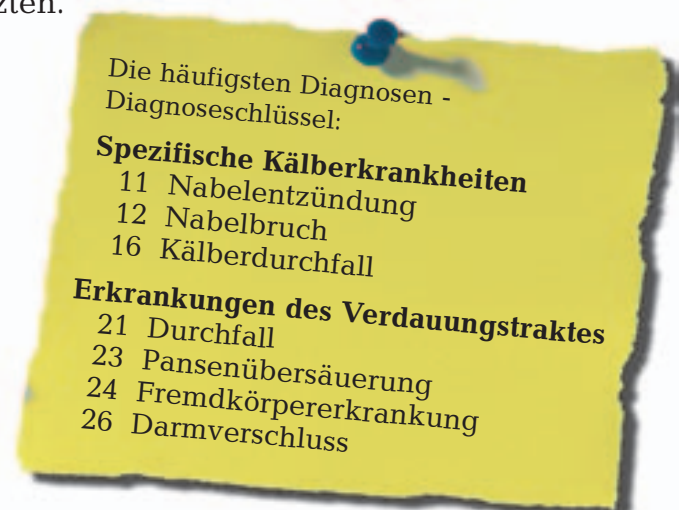 zten.
Die häufigsten Diagnosen -
Diagnoseschlüssel:
Spezifische Kälberkrankheiten
11 Nabelentzündung
12 Nabelbruch
16 Kälberdurchfall
Erkrankungen des Verdauungstraktes
21 Durchfall
23 Pansenübersäuerung
24 Fremdkörpererkrankung
26 Darmverschluss